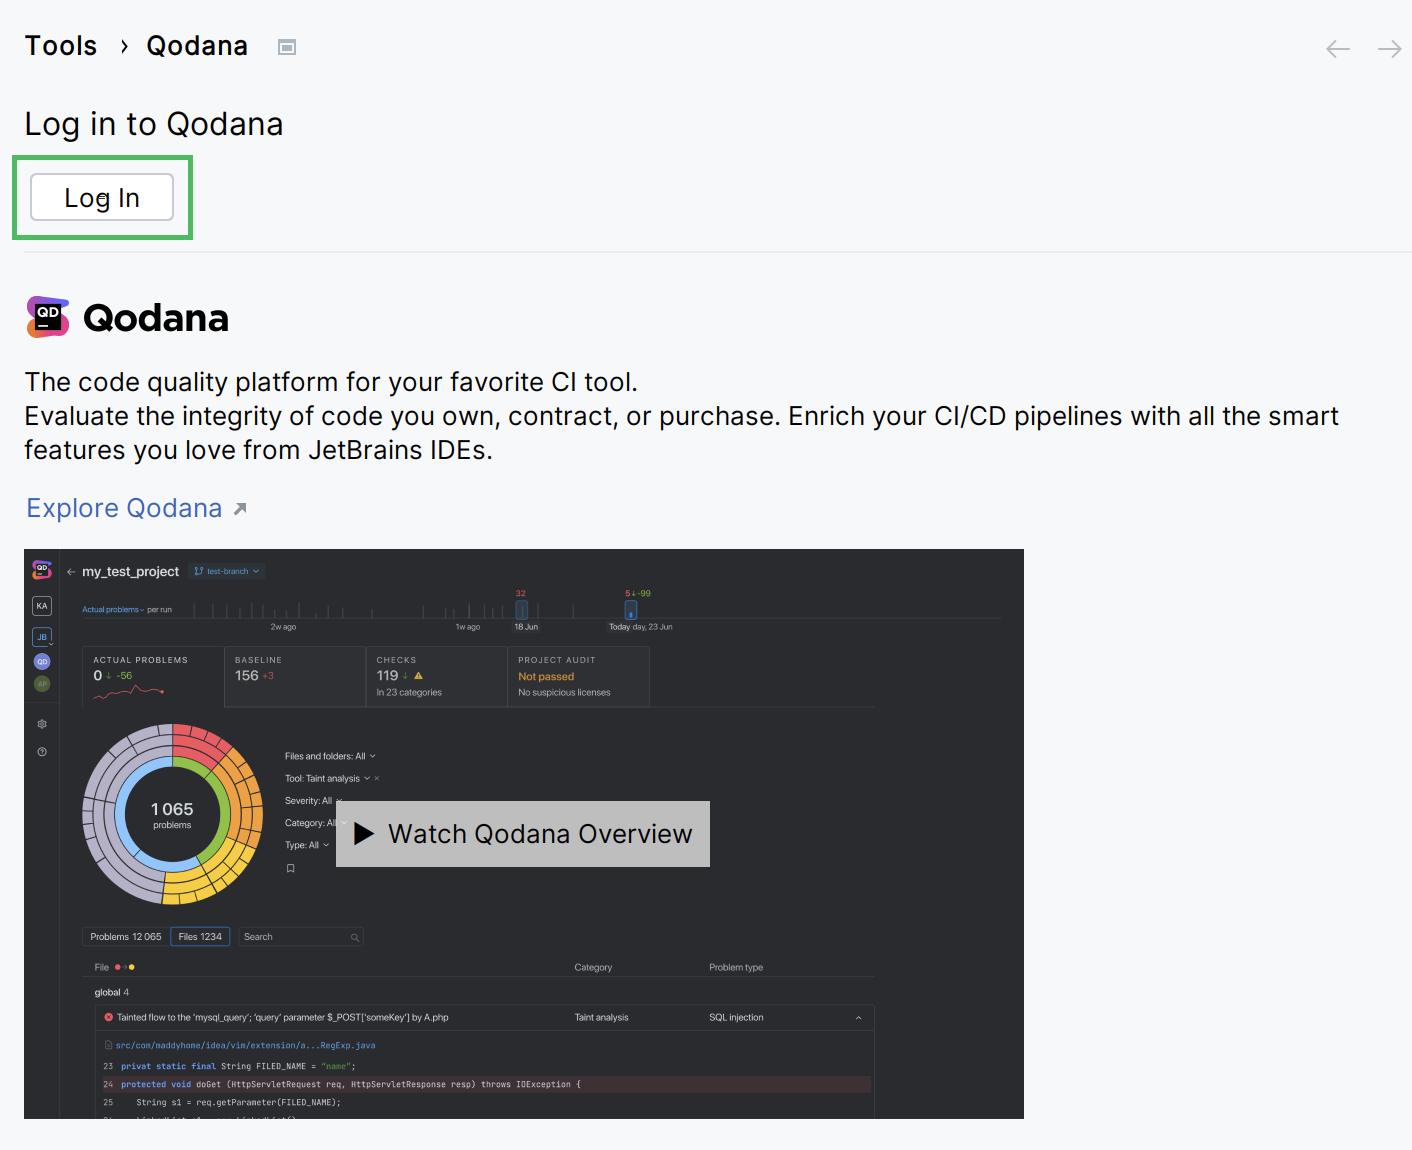 Tools › Qodana
Log in to Qodana
Log In
QD
Qodana
The code quality platform for your favorite CI tool.
Evaluate the integrity of code you own, contract, or purchase. Enrich your CI/CD pipelines with all the smart
features you love from JetBrains IDEs.
Explore Qodana
QD
my_test_project
test-branch
KA
JB
QD
AP
Actual problems per run
32
5↓-99
2w ago
1w ago
18 Jun
Today day, 23 Jun
ACTUAL PROBLEMS
0 ↓ -56
BASELINE
156 +3
CHECKS
119 ↓
In 23 categories
PROJECT AUDIT
Not passed
No suspicious licenses
1 065
problems
Files and folders: All
Tool: Taint analysis ×
Severity: All
Category: All
Type: All
Watch Qodana Overview
Problems 12 065
Files 1234
Search
File
Category
Problem type
global 4
Tainted flow to the 'mysql_query'; 'query' parameter $_POST['someKey'] by A.php
Taint analysis
SQL injection
src/com/maddyhome/idea/vim/extension/a...RegExp.java
23 privat static final String FILED_NAME = "name";
24 protected void doGet (HttpServletRequest req, HttpServletResponse resp) throws IOException {
25 String s1 = req.getParameter(FILED_NAME);